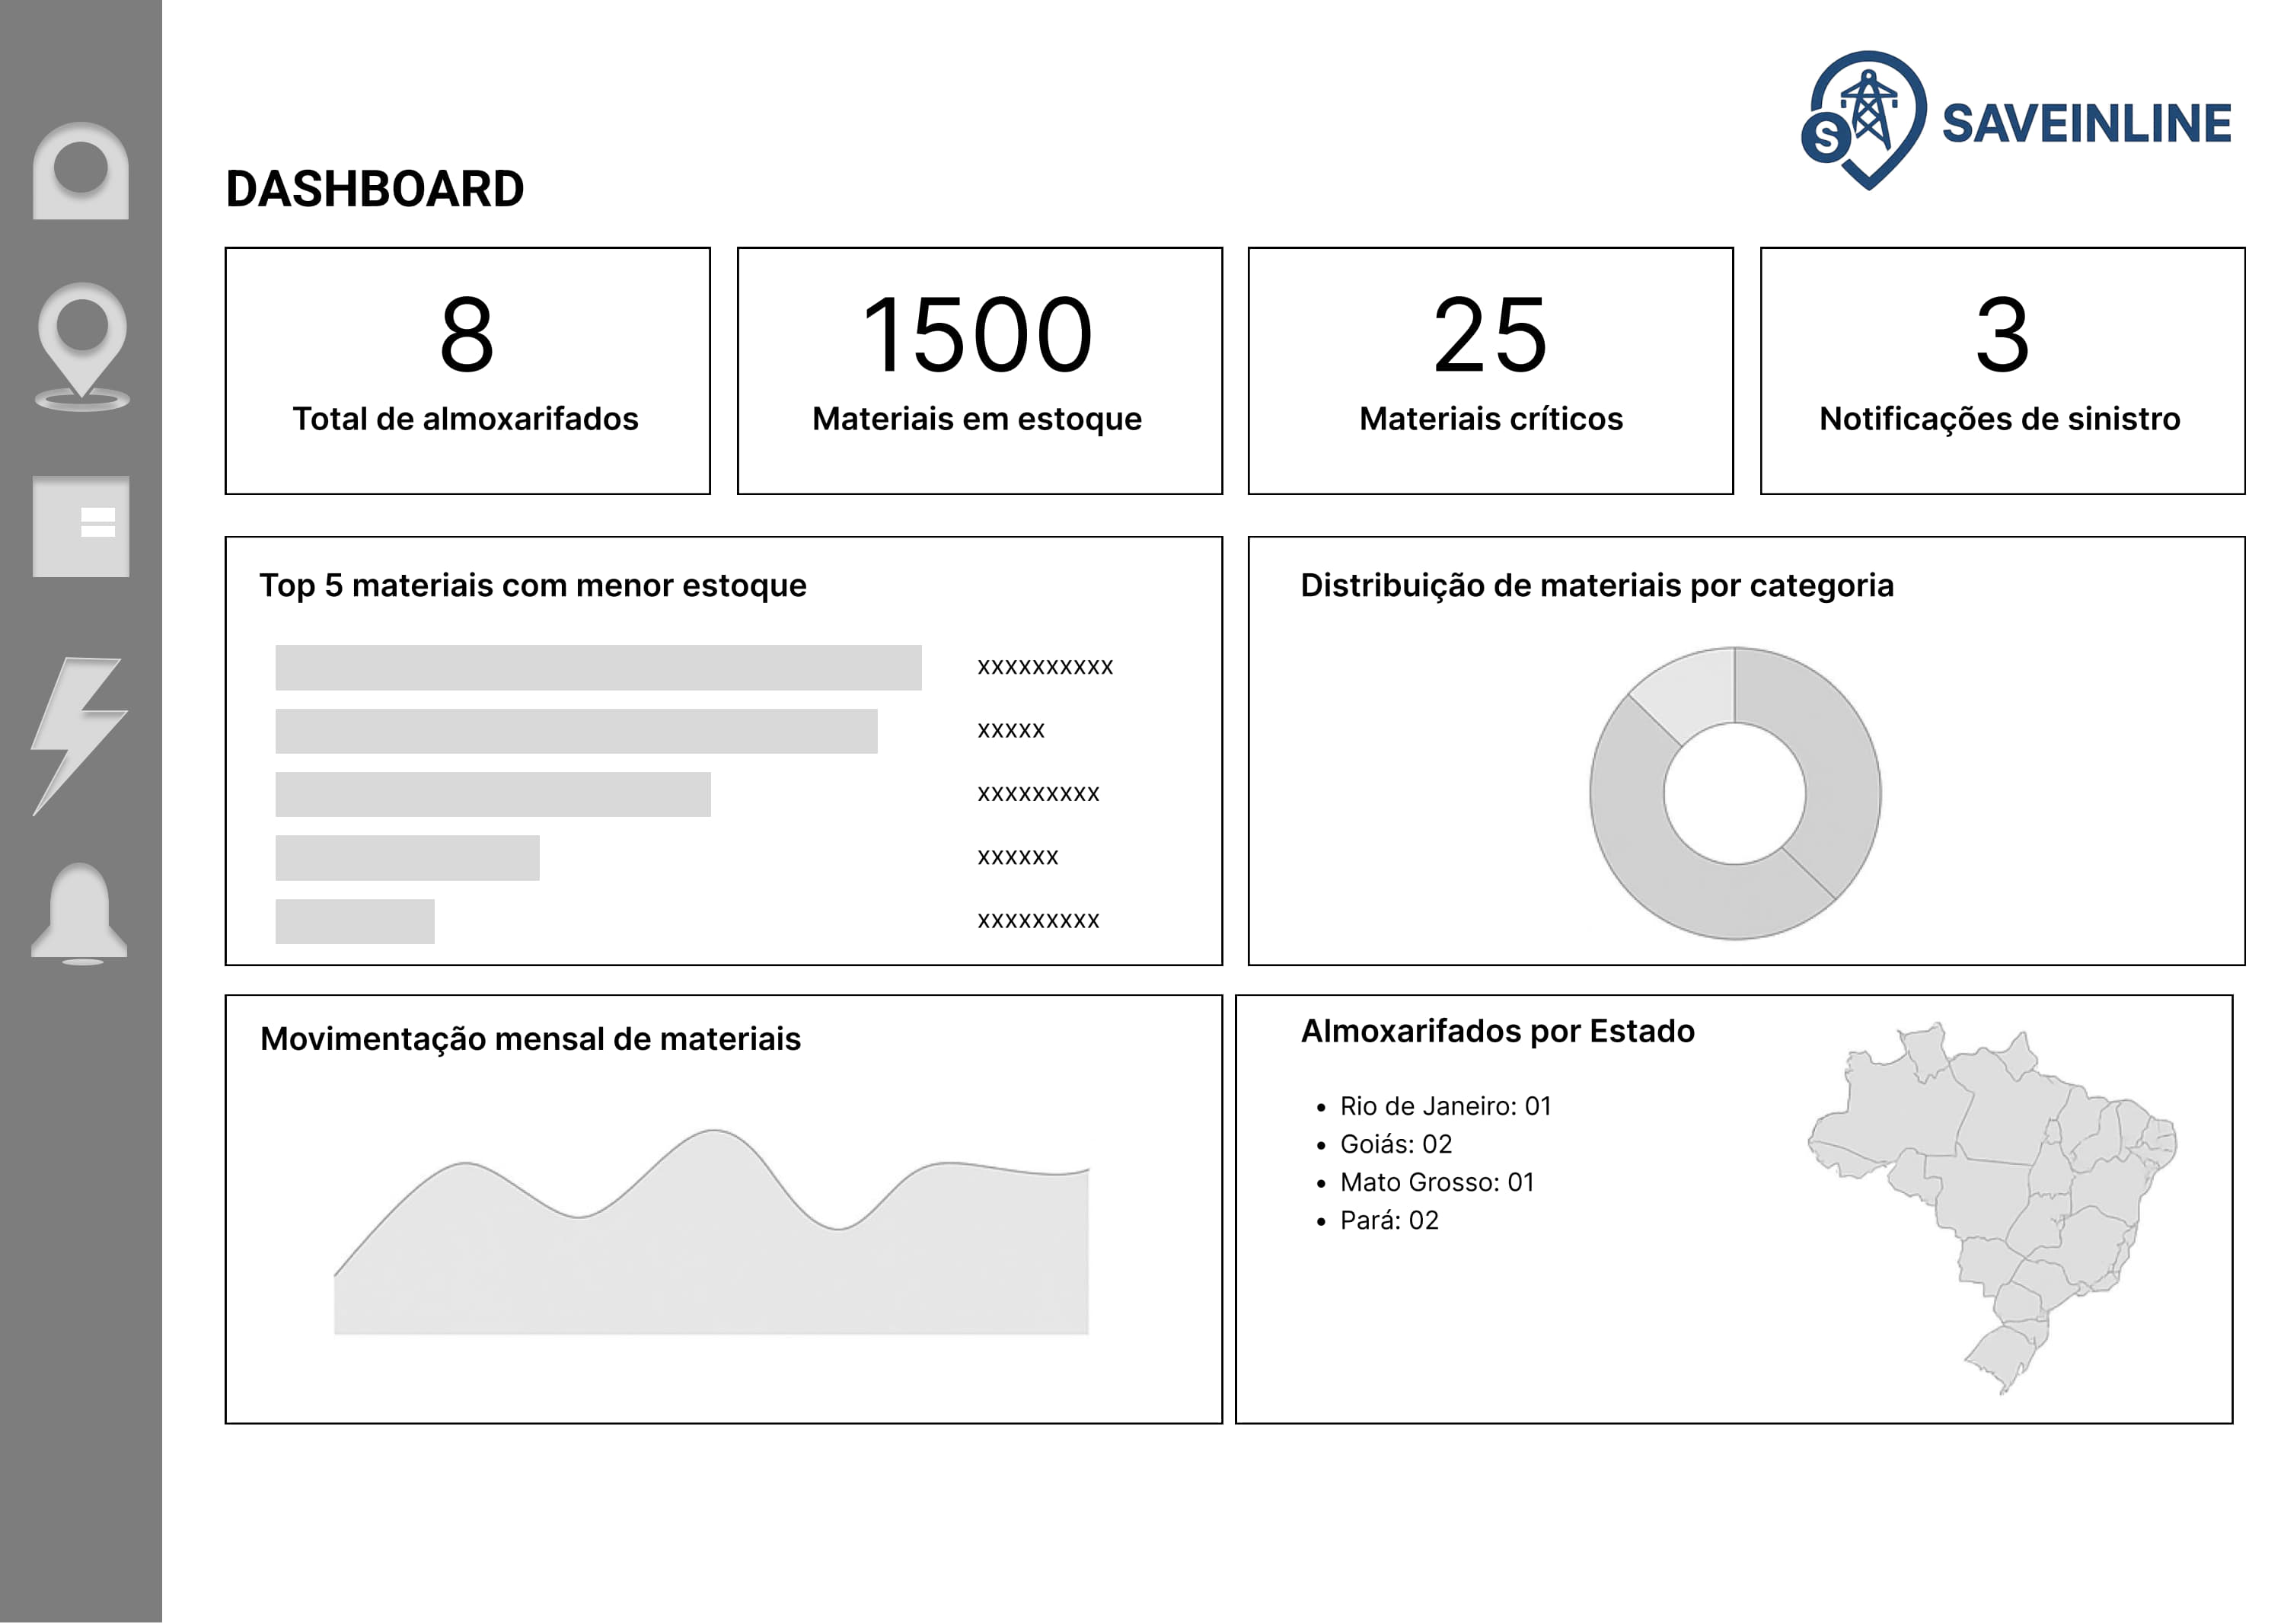 S
SAVEINLINE
DASHBOARD
8
Total de almoxarifados
1500
Materiais em estoque
25
Materiais críticos
3
Notificações de sinistro
Top 5 materiais com menor estoque
xxxxxxxxxx
xxxxx
xxxxxxxxx
xxxxxx
xxxxxxxxx
Distribuição de materiais por categoria
Movimentação mensal de materiais
Almoxarifados por Estado
• Rio de Janeiro: 01
• Goiás: 02
• Mato Grosso: 01
• Pará: 02